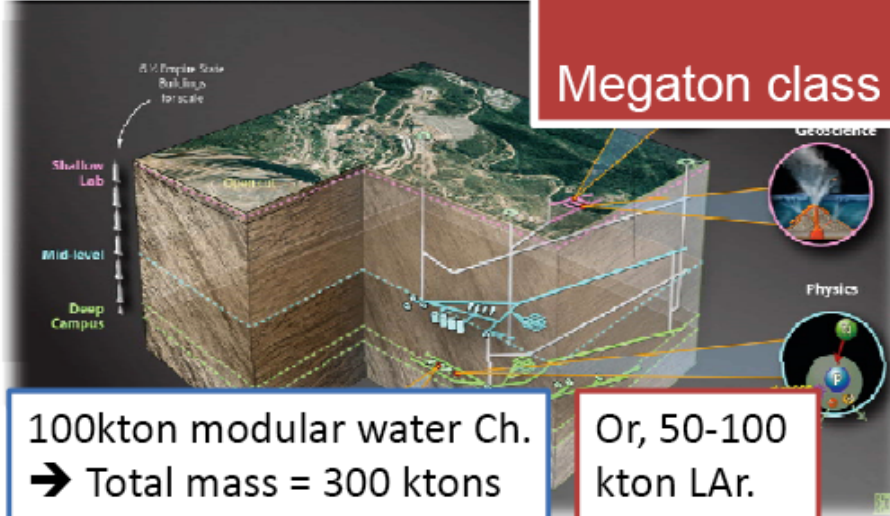 Megaton class
6 ½ Empire State
Buildings
for scale
Geoscience
Shallow
Lab
Open cut
Mid-level
Physics
Deep
Campus
100kton modular water Ch.
➔ Total mass = 300 ktons
Or, 50-100
kton LAr.